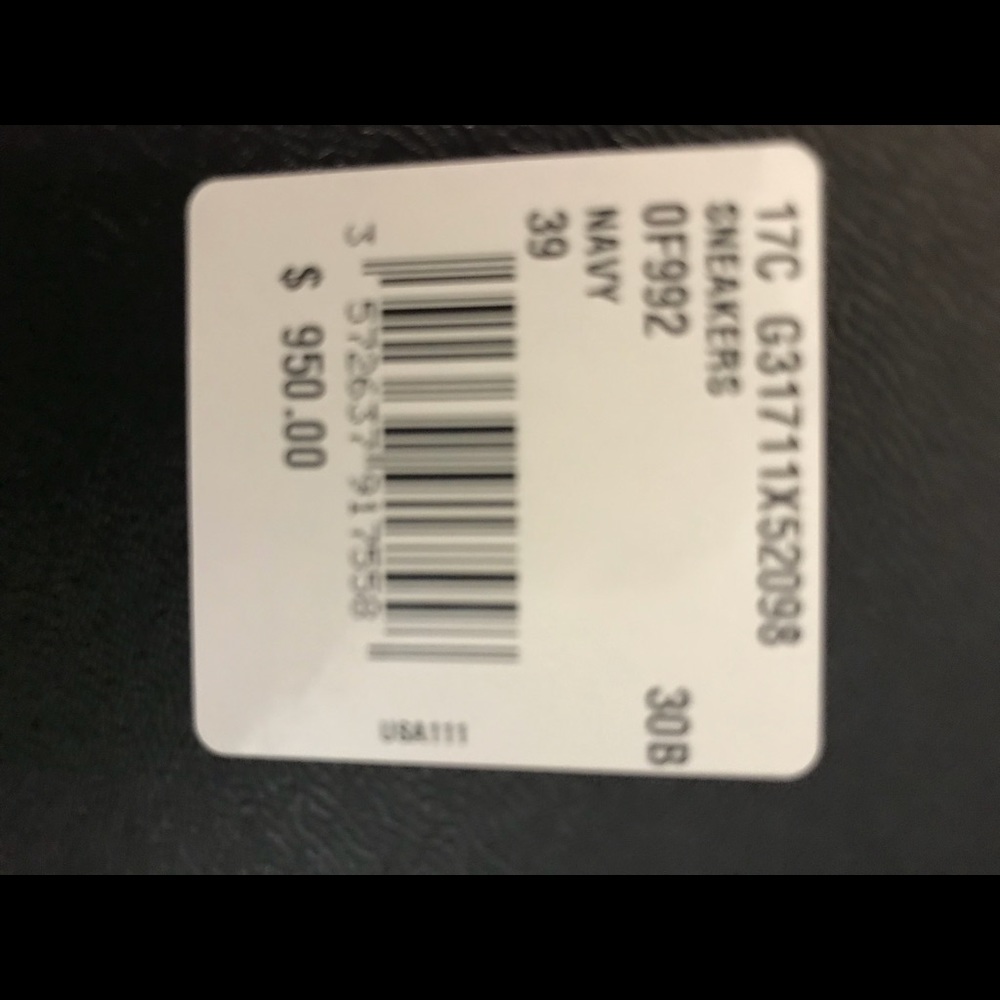 17C G31711X52098
SNEAKERS
0F992 30B
NAVY
39
3 572637 917558
USA111
$ 950.00